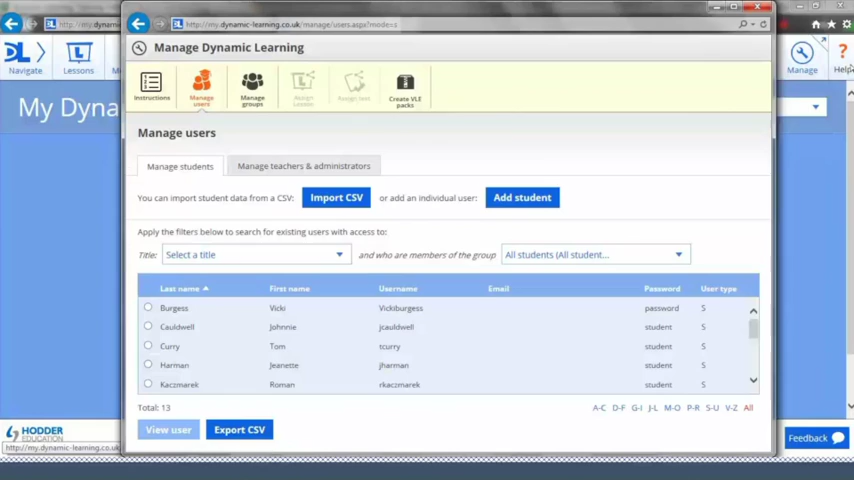 http://my.dynam
http://my.dynamic-learning.co.uk/manage/users.aspx?mode=s
Manage Dynamic Learning
DL
Navigate
Lessons
Manage
Help
Instructions
Manage users
Manage groups
Assign Lesson
Assign test
Create VLE packs
My Dyna
Manage users
Manage students
Manage teachers & administrators
You can import student data from a CSV:
Import CSV
or add an individual user:
Add student
Apply the filters below to search for existing users with access to:
Title:
Select a title
and who are members of the group
All students (All student...
Last name First name Username Email Password User type
Burgess Vicki Vickiburgess password S
Cauldwell Johnnie jcauldwell student S
Curry Tom tcurry student S
Harman Jeanette jharman student S
Kaczmarek Roman rkaczmarek student S
Total: 13
A-C D-F G-I J-L M-O P-R S-U V-Z All
View user
Export CSV
HODDER
EDUCATION
Feedback
http://my.dynamic-learning.co.uk